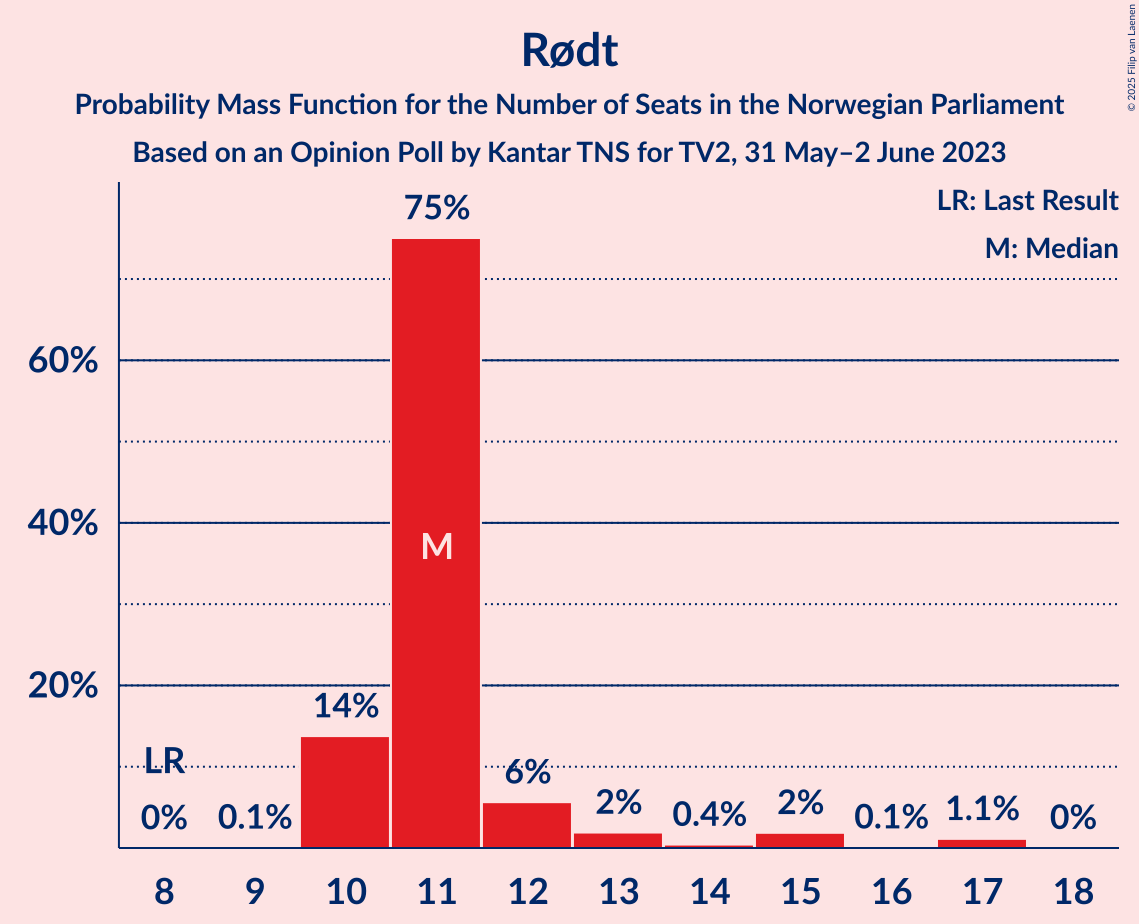 Rødt
Probability Mass Function for the Number of Seats in the Norwegian Parliament
Based on an Opinion Poll by Kantar TNS for TV2, 31 May–2 June 2023
© 2025 Filip van Laenen
LR: Last Result
M: Median
75%
60%
40%
M
20%
14%
LR
6%
0%
0.1%
2%
0.4%
2%
0.1%
1.1%
0%
8 9 10 11 12 13 14 15 16 17 18